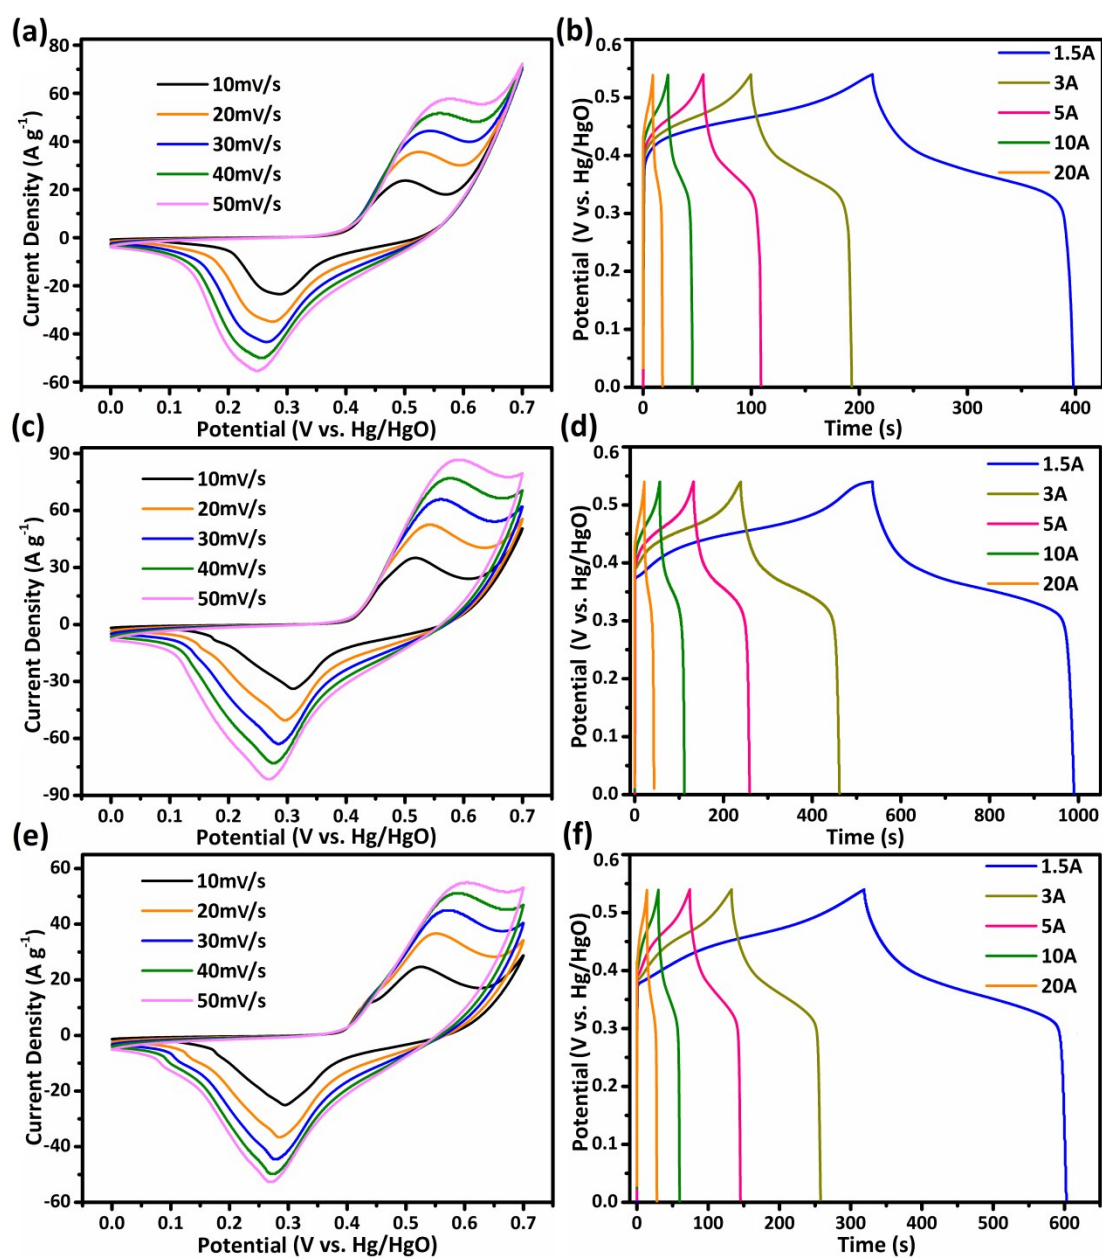 (a)
80
60
40
20
0
-20
-40
-60
Current Density (A g-1)
10mv/s
20mv/s
30mv/s
40mv/s
50mv/s
0.0 0.1 0.2 0.3 0.4 0.5 0.6 0.7
Potential (V vs. Hg/HgO)
(b)
0.6
0.5
0.4
0.3
0.2
0.1
0.0
Potential (V vs. Hg/HgO)
1.5A
3A
5A
10A
20A
0 100 200 300 400
Time (s)
(c)
90
60
30
0
-30
-60
-90
Current Density (A g-1)
10mv/s
20mv/s
30mv/s
40mv/s
50mv/s
0.0 0.1 0.2 0.3 0.4 0.5 0.6 0.7
Potential (V vs. Hg/HgO)
(d)
0.6
0.5
0.4
0.3
0.2
0.1
0.0
Potential (V vs. Hg/HgO)
1.5A
3A
5A
10A
20A
0 200 400 600 800 1000
Time (s)
(e)
60
40
20
0
-20
-40
-60
Current Density (A g-1)
10mv/s
20mv/s
30mv/s
40mv/s
50mv/s
0.0 0.1 0.2 0.3 0.4 0.5 0.6 0.7
Potential (V vs. Hg/HgO)
(f)
0.6
0.5
0.4
0.3
0.2
0.1
0.0
Potential (V vs. Hg/HgO)
1.5A
3A
5A
10A
20A
0 100 200 300 400 500 600
Time (s)